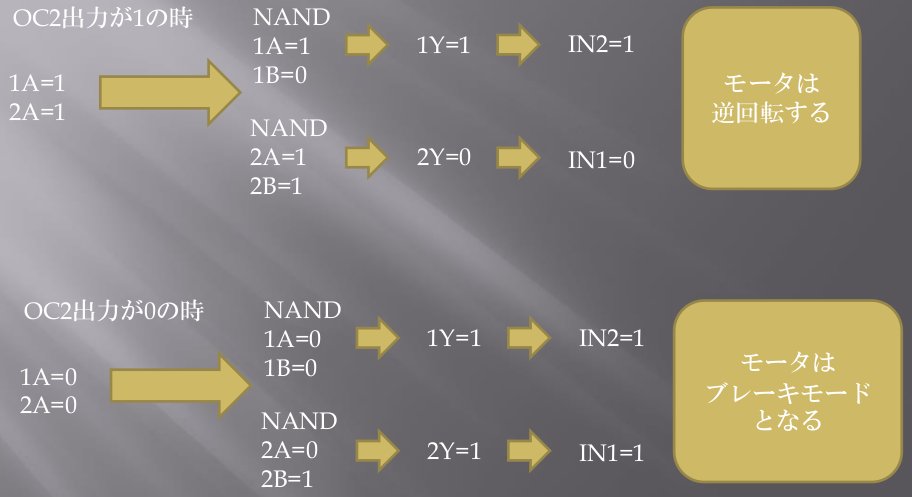 OC2出力が1の時
1A=1
2A=1
NAND
1A=1
1B=0
1Y=1
IN2=1
NAND
2A=1
2B=1
2Y=0
IN1=0
モータは
逆回転する
OC2出力が0の時
1A=0
2A=0
NAND
1A=0
1B=0
1Y=1
IN2=1
NAND
2A=0
2B=1
2Y=1
IN1=1
モータは
ブレーキモード
となる